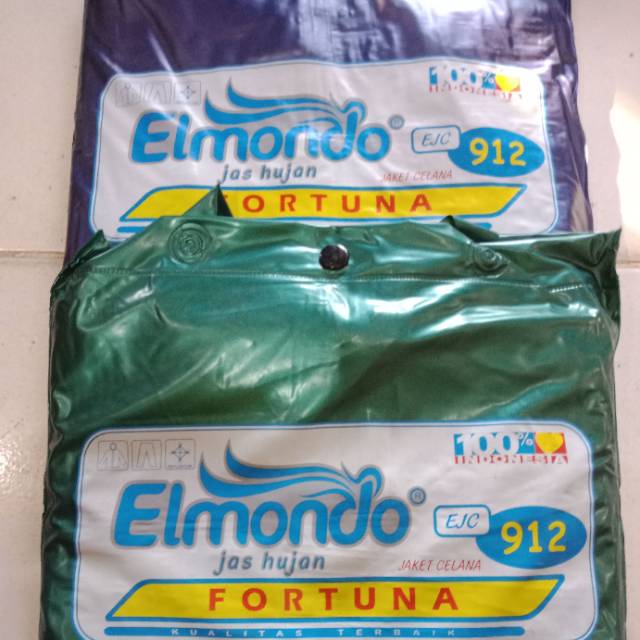 100%
INDONESIA
Elmondo®
EJC 912
jas hujan
JAKET CELANA
FORTUNA
100%
INDONESIA
Elmondo®
EJC 912
jas hujan
JAKET CELANA
FORTUNA
KUALITAS TERBAIK